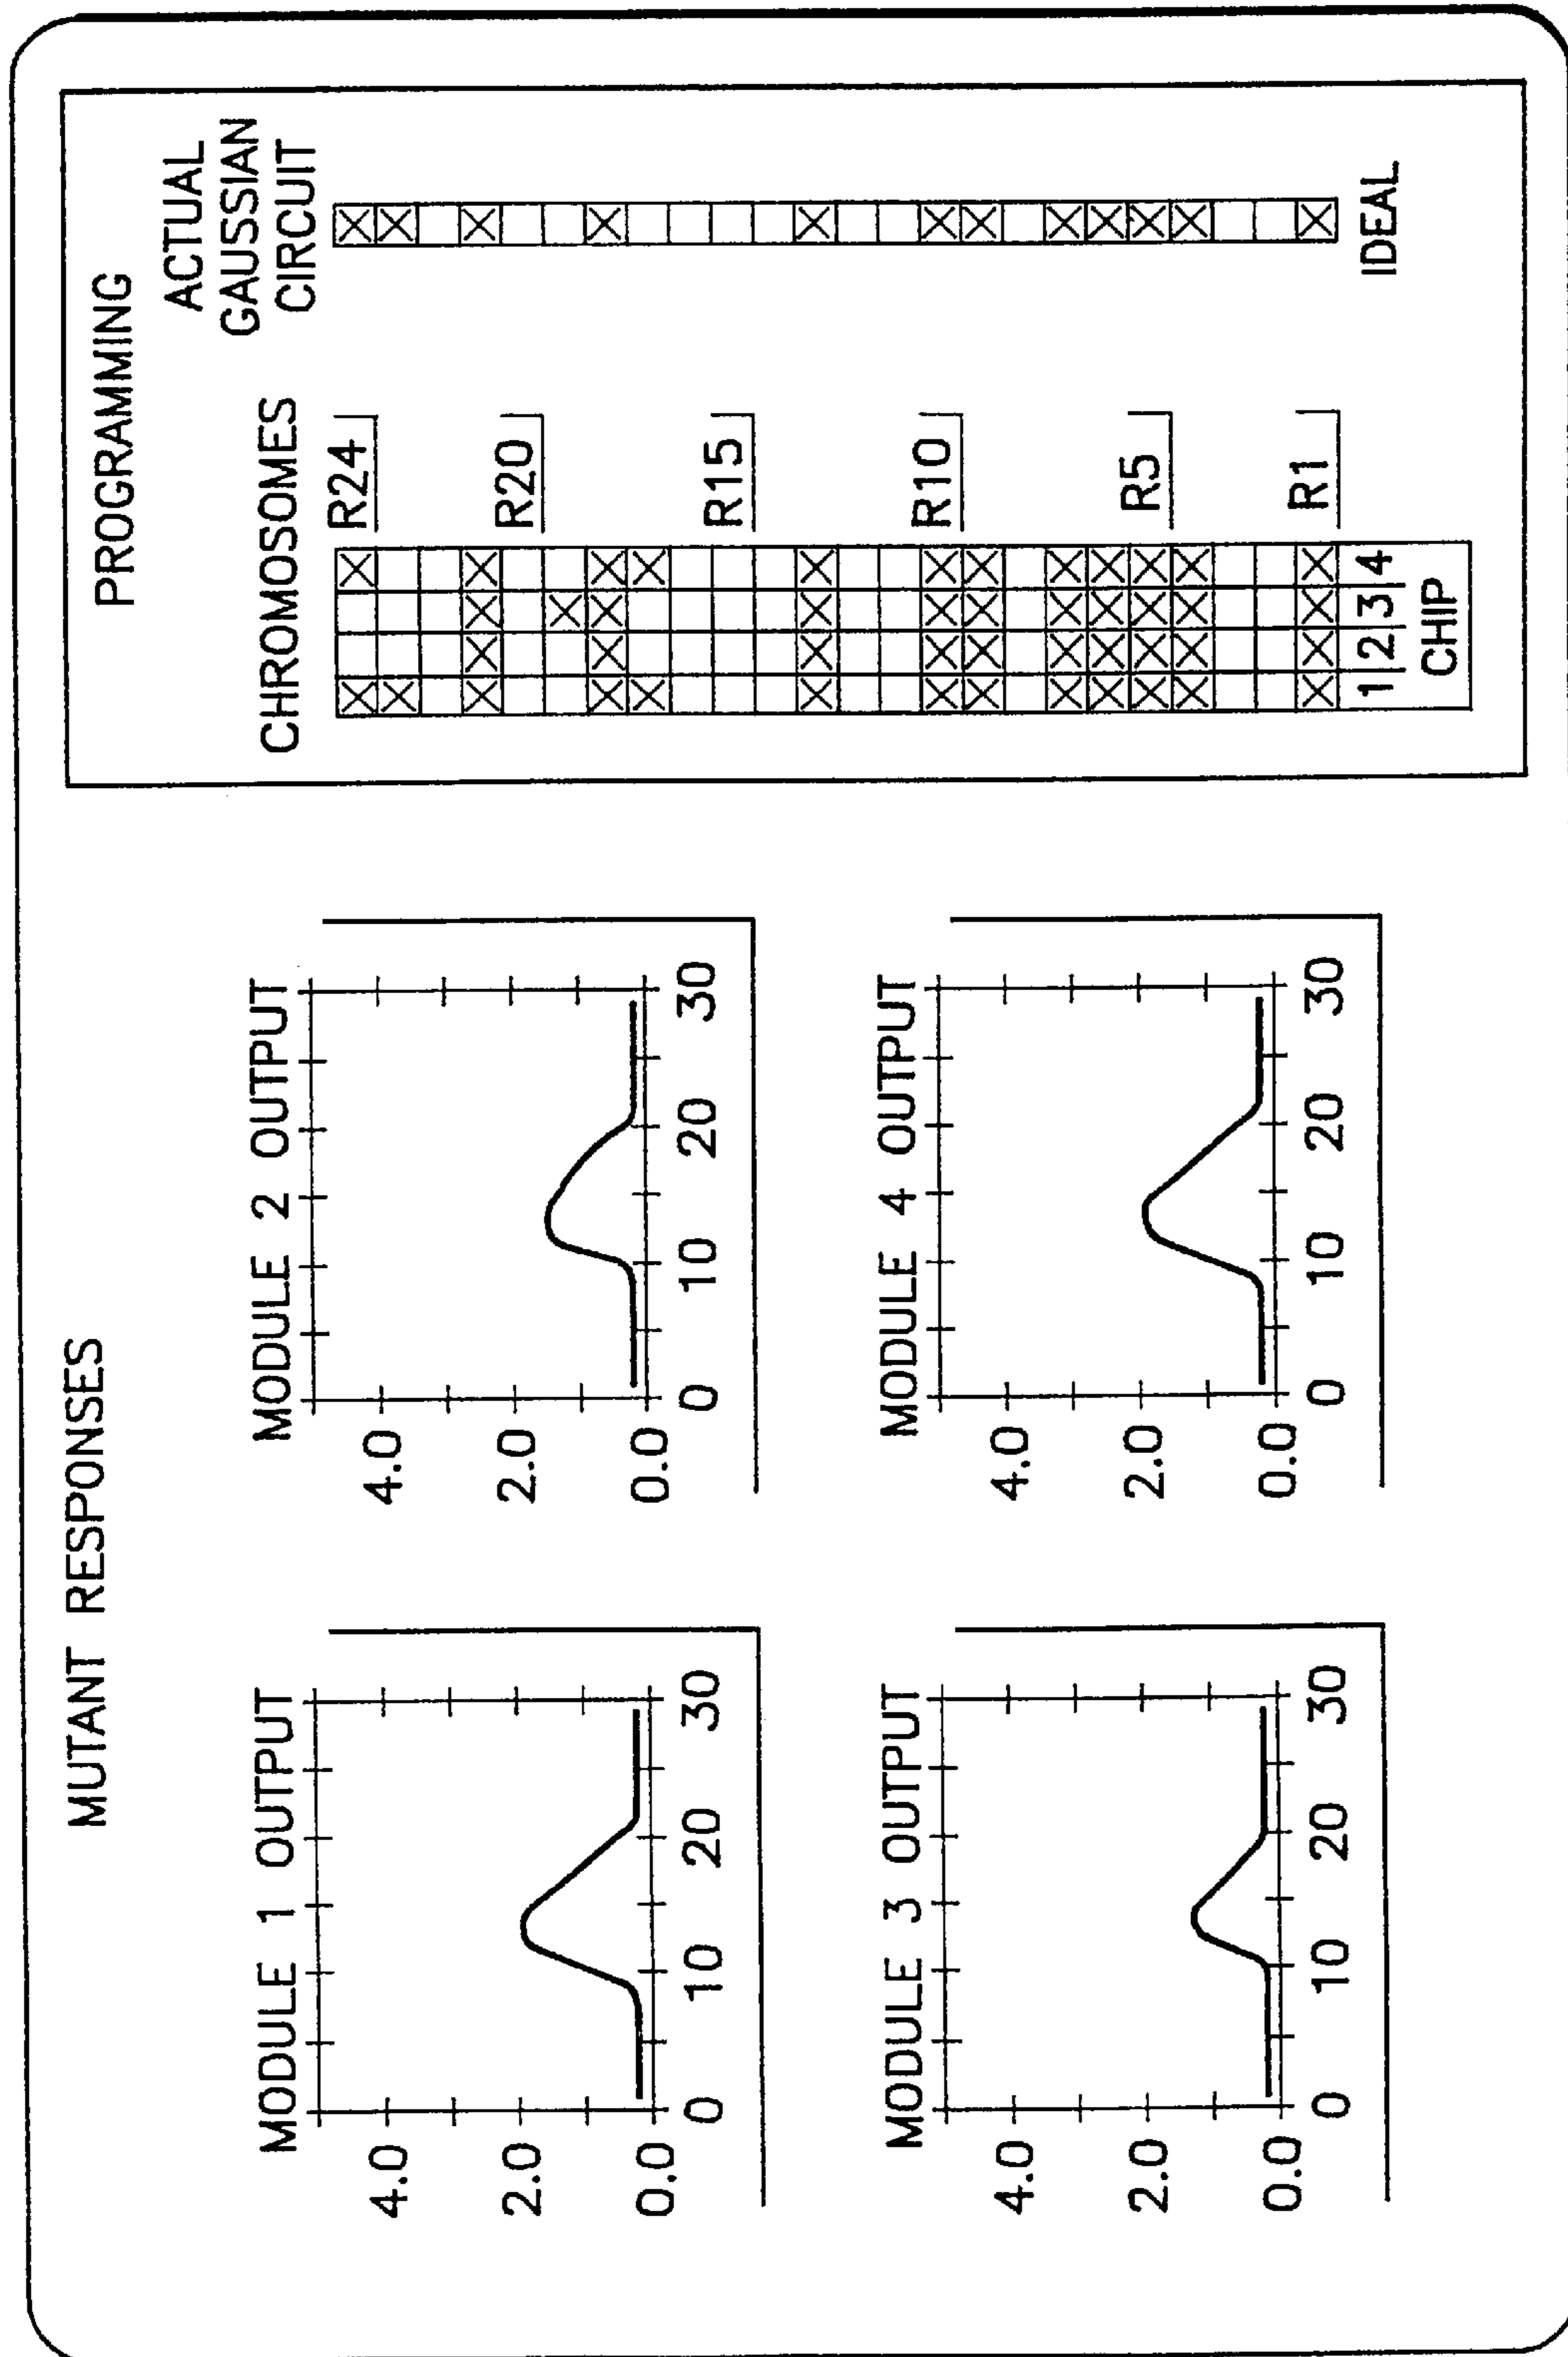 MUTANT RESPONSES
MODULE 1 OUTPUT
4.0
2.0
0.0
0 10 20 30
MODULE 2 OUTPUT
4.0
2.0
0.0
0 10 20 30
MODULE 3 OUTPUT
4.0
2.0
0.0
0 10 20 30
MODULE 4 OUTPUT
4.0
2.0
0.0
0 10 20 30
PROGRAMMING
CHROMOSOMES
ACTUAL
GAUSSIAN
CIRCUIT
R24
R20
R15
R10
R5
R1
1 2 3 4
CHIP
IDEAL